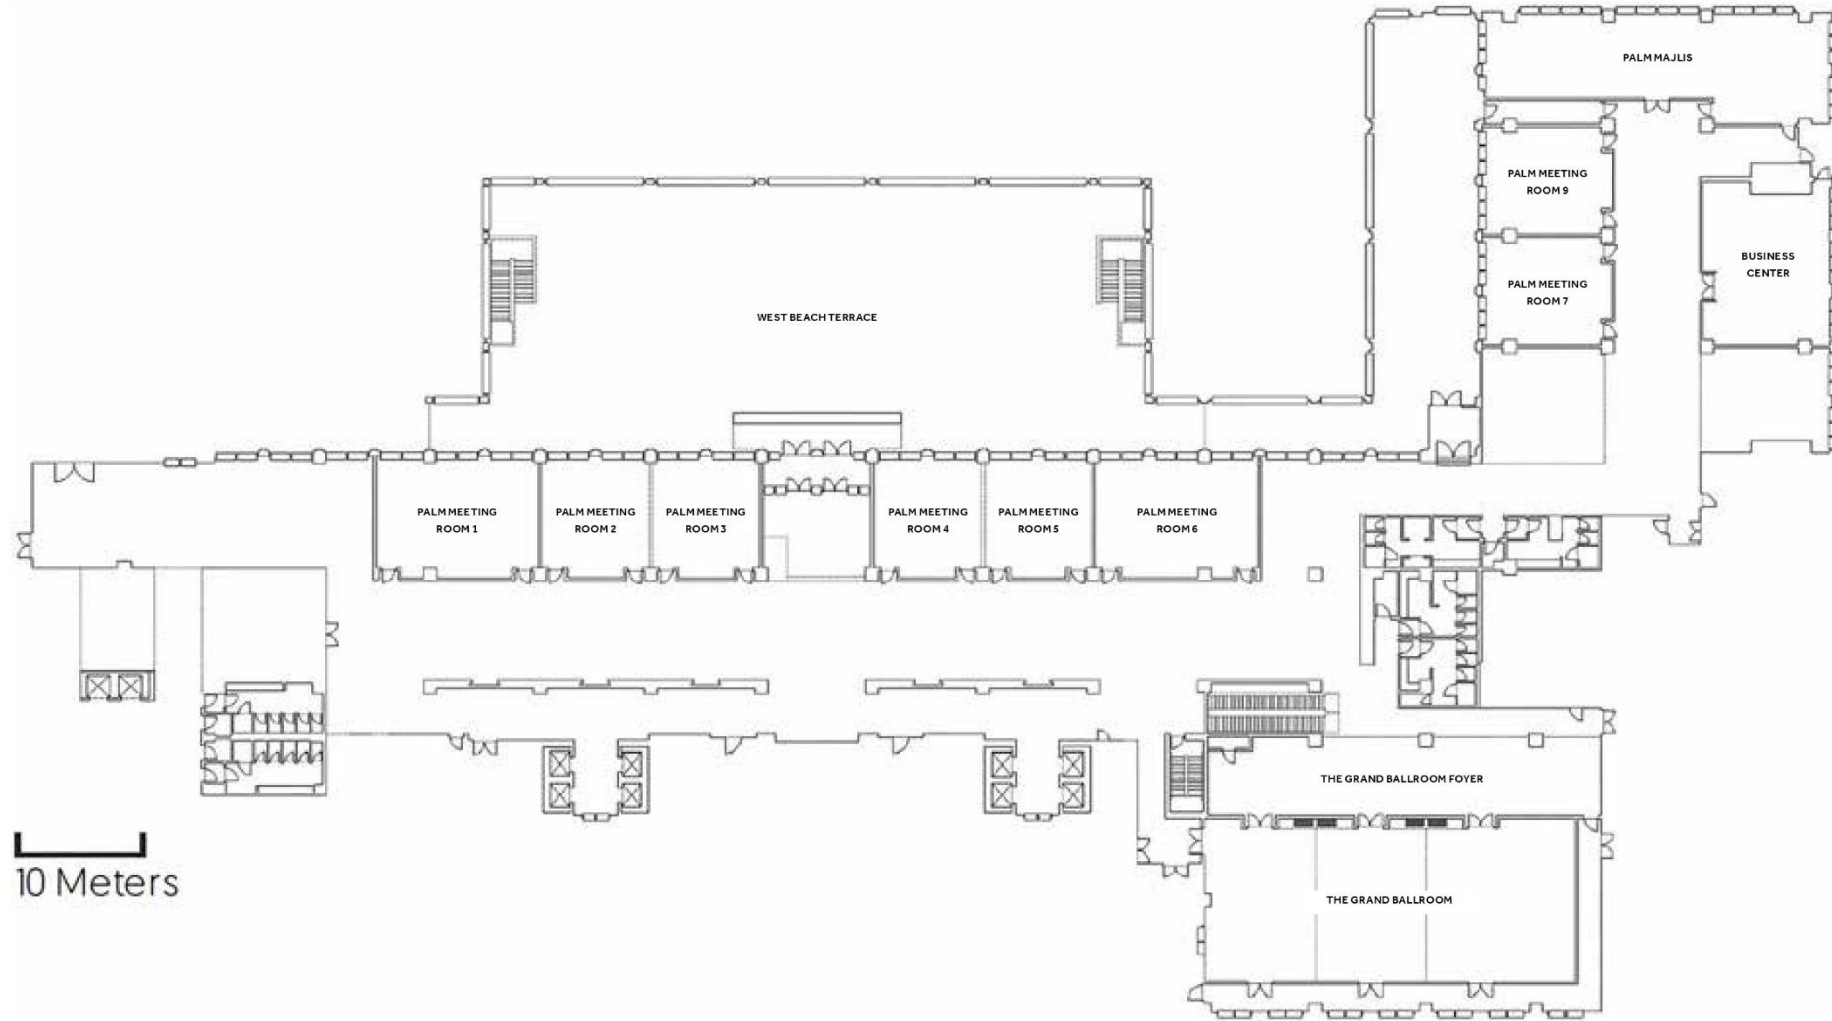 PALM MAJLIS
PALM MEETING
ROOM 9
BUSINESS
CENTER
PALM MEETING
ROOM 7
WEST BEACH TERRACE
PALM MEETING
ROOM 1
PALM MEETING
ROOM 2
PALM MEETING
ROOM 3
PALM MEETING
ROOM 4
PALM MEETING
ROOM 5
PALM MEETING
ROOM 6
THE GRAND BALLROOM FOYER
10 Meters
THE GRAND BALLROOM